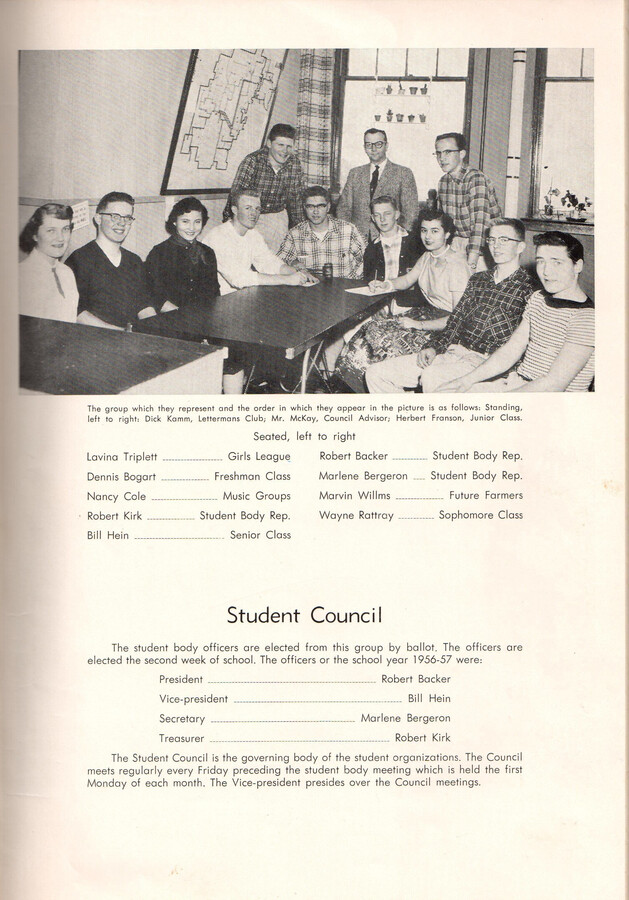 The group which they represent and the order in which they appear in the picture is as follows: Standing,
left to right: Dick Kamm, Lettermans Club; Mr. McKay, Council Advisor; Herbert Franson, Junior Class.
Seated, left to right
Lavina Triplett ........ Girls League
Dennis Bogart ........ Freshman Class
Nancy Cole ........ Music Groups
Robert Kirk ........ Student Body Rep.
Bill Hein ........ Senior Class
Robert Backer ........ Student Body Rep.
Marlene Bergeron ........ Student Body Rep.
Marvin Willms ........ Future Farmers
Wayne Rattray ........ Sophomore Class
Student Council
The student body officers are elected from this group by ballot. The officers are
elected the second week of school. The officers or the school year 1956-57 were:
President ........ Robert Backer
Vice-president ........ Bill Hein
Secretary ........ Marlene Bergeron
Treasurer ........ Robert Kirk
The Student Council is the governing body of the student organizations. The Council
meets regularly every Friday preceding the student body meeting which is held the first
Monday of each month. The Vice-president presides over the Council meetings.